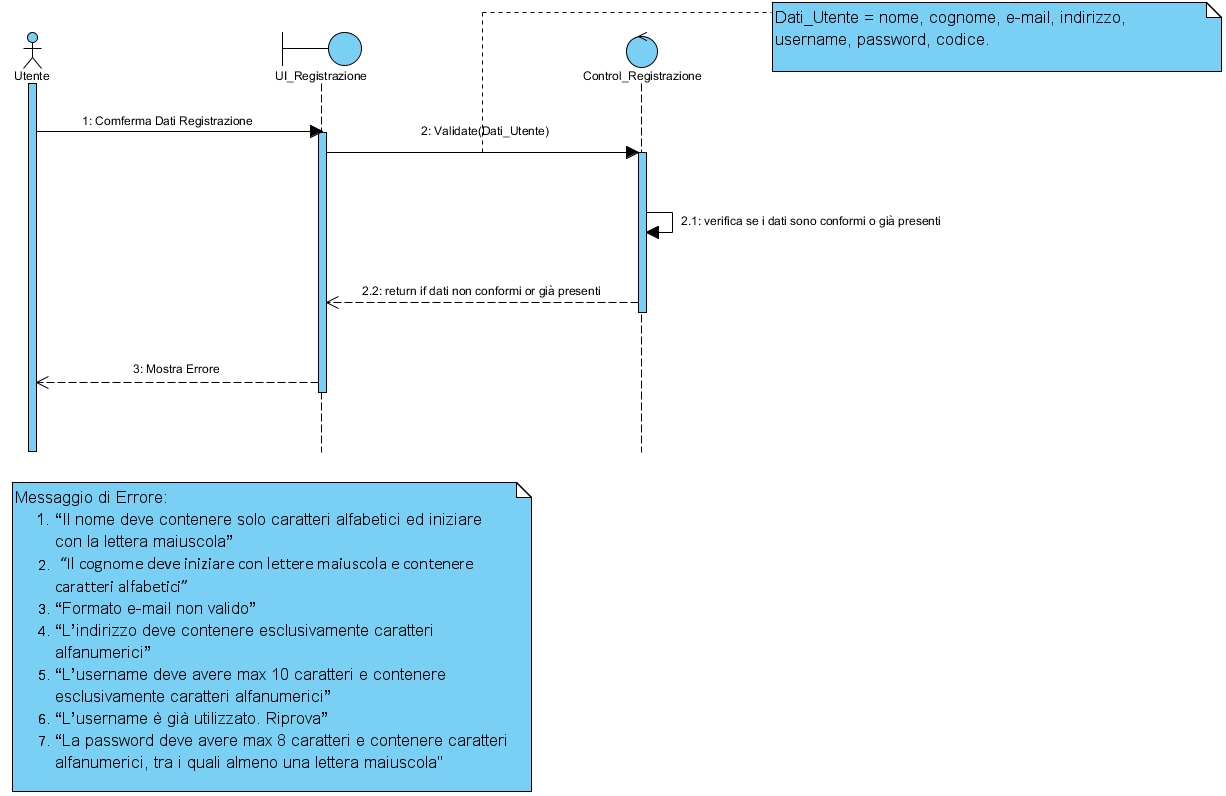 Dati_Utente = nome, cognome, e-mail, indirizzo,
username, password, codice.
Utente
UI_Registrazione
Control_Registrazione
1: Comferma Dati Registrazione
2: Validate(Dati_Utente)
2.1: verifica se i dati sono conformi o già presenti
2.2: return if dati non conformi or già presenti
3: Mostra Errore
Messaggio di Errore:
1. “Il nome deve contenere solo caratteri alfabetici ed iniziare
con la lettera maiuscola”
2. “Il cognome deve iniziare con lettere maiuscola e contenere
caratteri alfabetici”
3. “Formato e-mail non valido”
4. “L’indirizzo deve contenere esclusivamente caratteri
alfanumerici”
5. “L’username deve avere max 10 caratteri e contenere
esclusivamente caratteri alfanumerici”
6. “L’username è già utilizzato. Riprova”
7. “La password deve avere max 8 caratteri e contenere caratteri
alfanumerici, tra i quali almeno una lettera maiuscola"